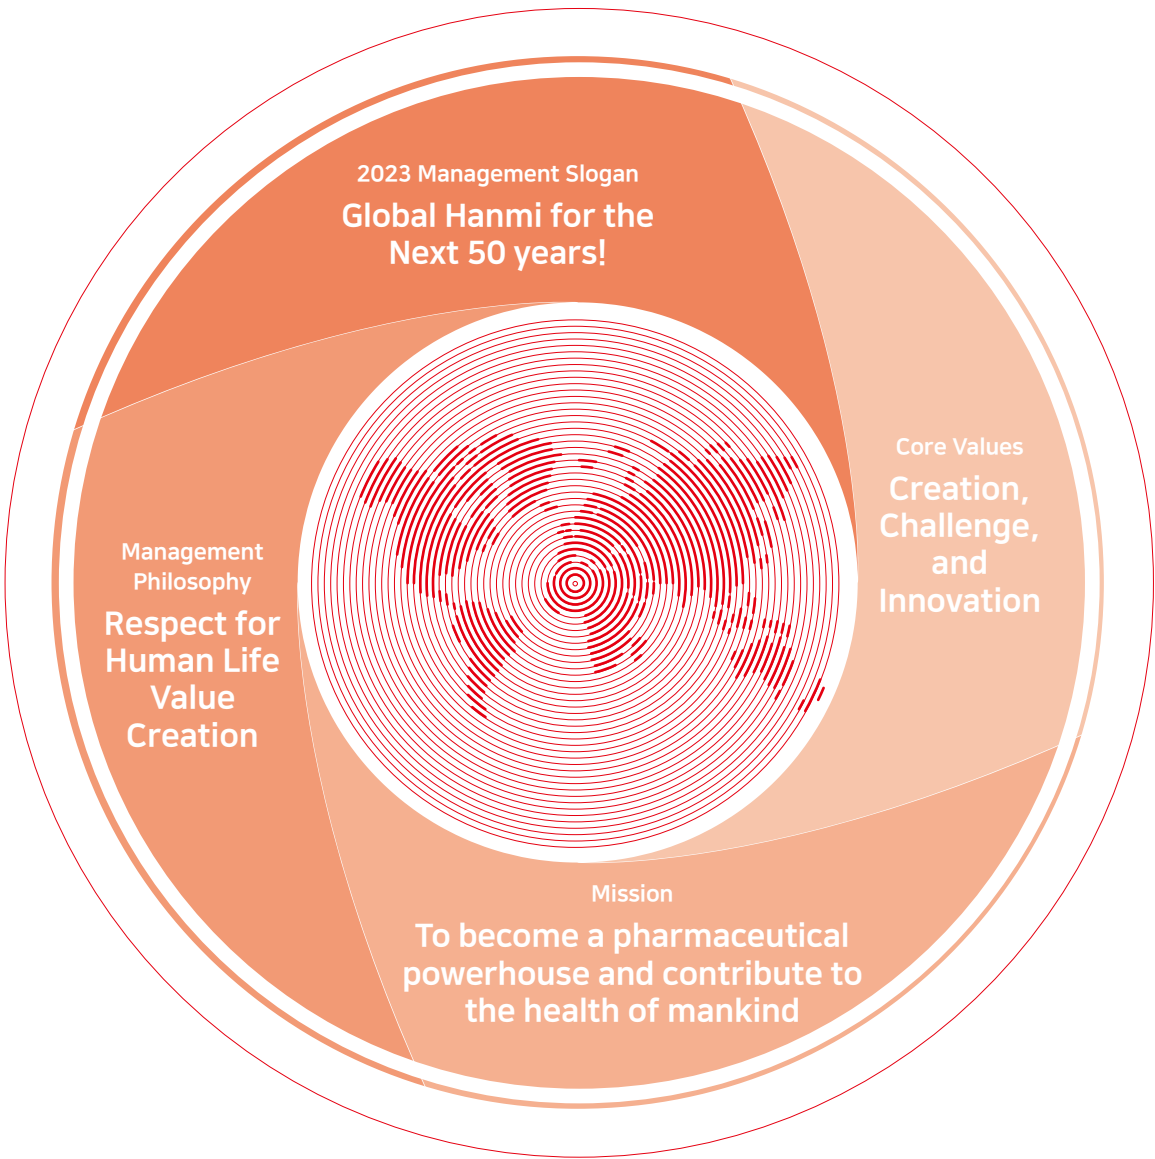 2023 Management Slogan
Global Hanmi for the
Next 50 years!
Core Values
Creation,
Challenge,
and
Innovation
Management
Philosophy
Respect for
Human Life
Value
Creation
Mission
To become a pharmaceutical
powerhouse and contribute to
the health of mankind